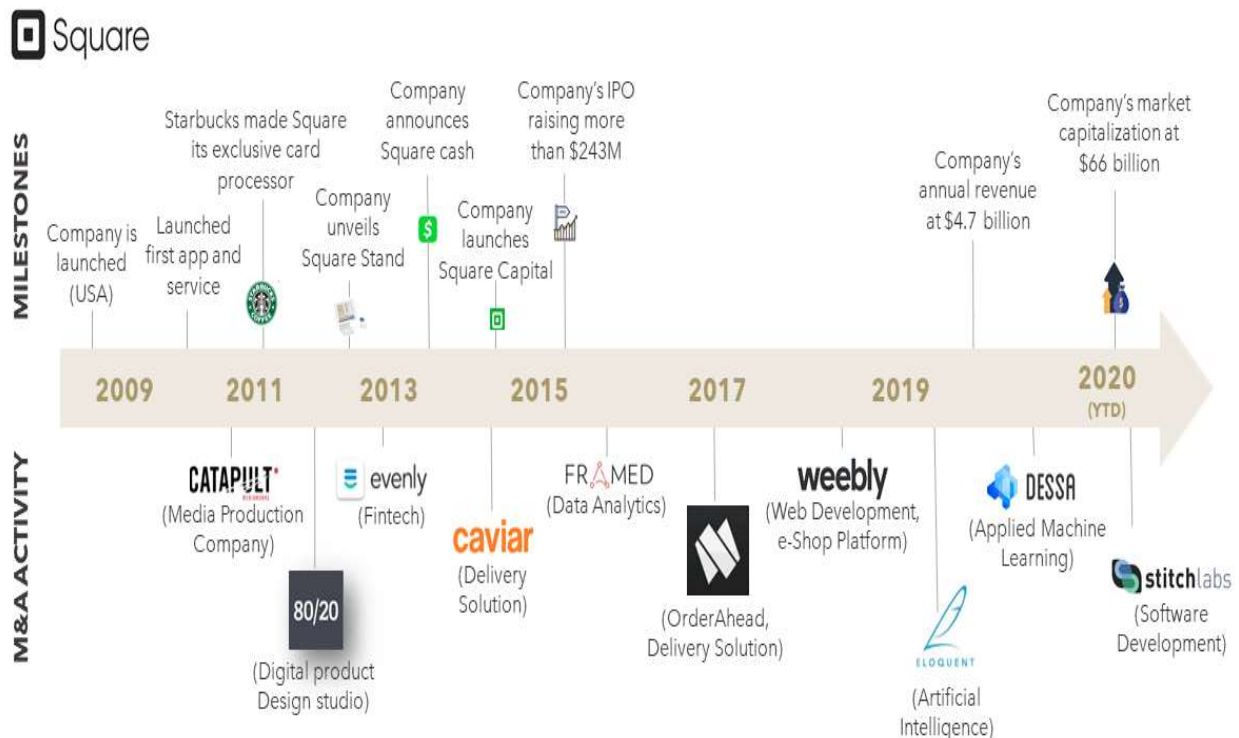 Square
MILESTONES
Company is
launched
(USA)
Launched
first app and
service
Starbucks made Square
its exclusive card
processor
STARBUCKS
COFFEE
Company
unveils
Square Stand
Company
announces
Square cash
$
Company
launches
Square Capital
Company's IPO
raising more
than $243M
Company's
annual revenue
at $4.7 billion
Company's market
capitalization at
$66 billion
$
2009
2011
2013
2015
2017
2019
2020
(YTD)
M&A ACTIVITY
CATAPULT
(Media Production
Company)
80/20
(Digital product
Design studio)
evenly
(Fintech)
caviar
(Delivery
Solution)
FRAMED
(Data Analytics)
(OrderAhead,
Delivery Solution)
weebly
(Web Development,
e-Shop Platform)
ELOQUENT
(Artificial
Intelligence)
DESSA
(Applied Machine
Learning)
stitchlabs
(Software
Development)